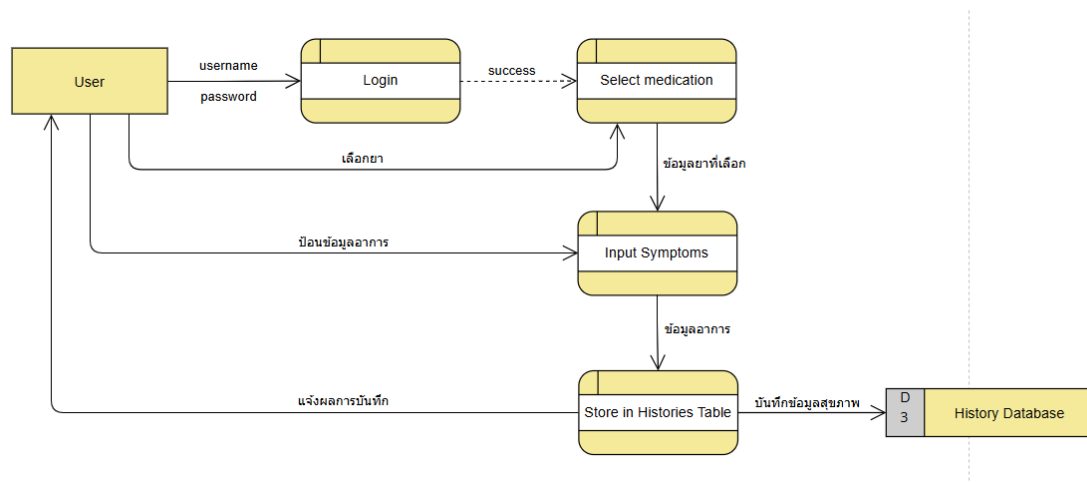 User
username
password
Login
success
Select medication
เลือกยา
ข้อมูลยาที่เลือก
ป้อนข้อมูลอาการ
Input Symptoms
ข้อมูลอาการ
แจ้งผลการบันทึก
Store in Histories Table
บันทึกข้อมูลสุขภาพ
D
3
History Database